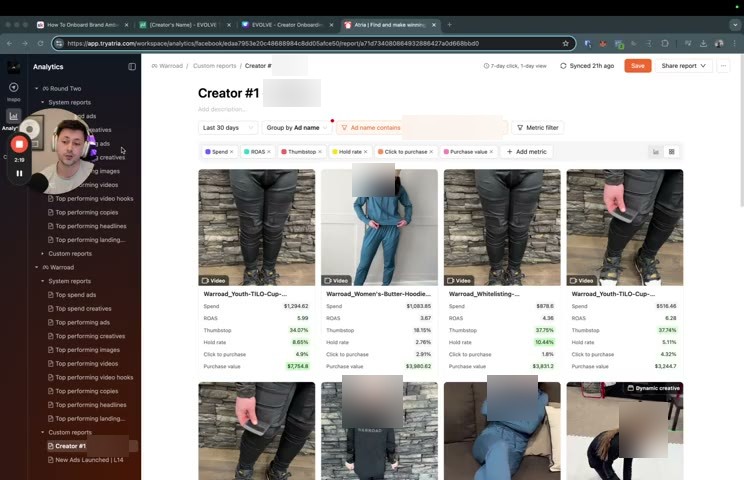 How To Onboard Brand Amba
[Creator's Name] - EVOLVE
EVOLVE - Creator Onboardin
Atria | Find and make winning
https://app.tryatria.com/workspace/analytics/facebook/
Analytics
Round Two
System reports
creatives
creatives
images
videos
Top performing video hooks
Top performing copies
Top performing headlines
Top performing landing...
Custom reports
Warroad
System reports
Top spend ads
Top spend creatives
Top performing ads
Top performing creatives
Top performing images
Top performing videos
Top performing video hooks
Top performing copies
Top performing headlines
Top performing landing...
Custom reports
Creator #1
New Ads Launched | L14
Inspo
2:19
Warroad / Custom reports / Creator #
7-day click, 1-day view
Synced 21h ago
Save
Share report
Creator #1
Add description...
Last 30 days
Group by Ad name
Ad name contains
Metric filter
Spend
ROAS
Thumbstop
Hold rate
Click to purchase
Purchase value
+ Add metric
Video
Video
Video
Video
Warroad_Youth-TILO-Cup-...
Spend $1,294.62
ROAS 5.99
Thumbstop 34.07%
Hold rate 8.65%
Click to purchase 4.9%
Purchase value $7,754.8
Warroad_Women's-Butter-Hoodie...
Spend $1,083.85
ROAS 3.67
Thumbstop 18.15%
Hold rate 2.76%
Click to purchase 2.91%
Purchase value $3,980.62
Warroad_Whitelisting-...
Spend $878.6
ROAS 4.36
Thumbstop 37.75%
Hold rate 10.44%
Click to purchase 1.8%
Purchase value $3,831.2
Warroad_Youth-TILO-Cup-...
Spend $516.46
ROAS 6.28
Thumbstop 37.74%
Hold rate 5.11%
Click to purchase 4.32%
Purchase value $3,244.7
Dynamic creative